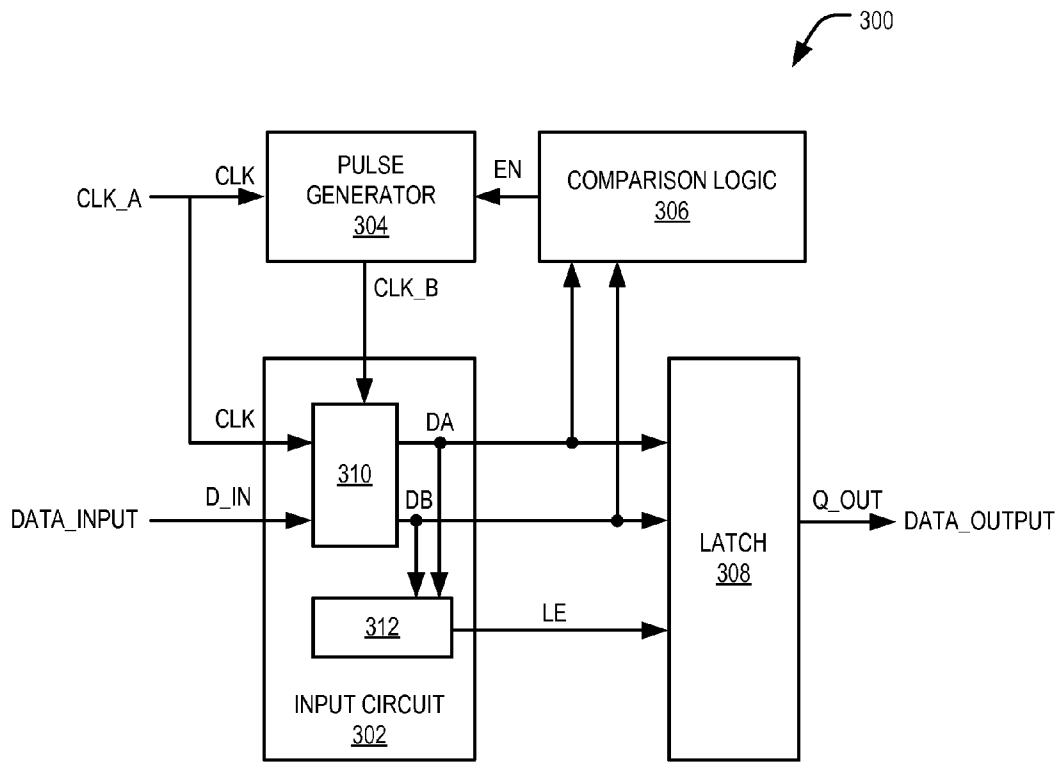 300
PULSE
GENERATOR
304
COMPARISON LOGIC
306
EN
CLK
CLK_A
CLK_B
CLK
DA
310
D_IN
DB
DATA_INPUT
Q_OUT
DATA_OUTPUT
LATCH
308
312
LE
INPUT CIRCUIT
302